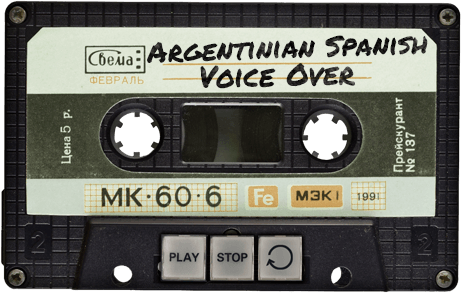 Свема
ФЕВРАЛЬ
ARGENTINIAN SPANISH
VOICE OVER
Цена 5 р.
Прейскурант
№ 137
МК·60·6
Fe
МЭК I
1991
2
2
PLAY
STOP